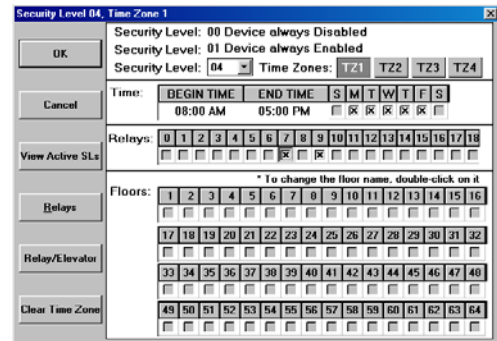 Security Level 04, Time Zone 1
Security Level: 00 Device always Disabled
Security Level: 01 Device always Enabled
Security Level: 04 Time Zones: TZ1 TZ2 TZ3 TZ4
OK
Cancel
View Active SLs
Relays
Relay/Elevator
Clear Time Zone
Time: BEGIN TIME END TIME S M T W T F S
08:00 AM 05:00 PM
Relays: 0 1 2 3 4 5 6 7 8 9 10 11 12 13 14 15 16 17 18
* To change the floor name, double-click on it
Floors: 1 2 3 4 5 6 7 8 9 10 11 12 13 14 15 16
17 18 19 20 21 22 23 24 25 26 27 28 29 30 31 32
33 34 35 36 37 38 39 40 41 42 43 44 45 46 47 48
49 50 51 52 53 54 55 56 57 58 59 60 61 62 63 64